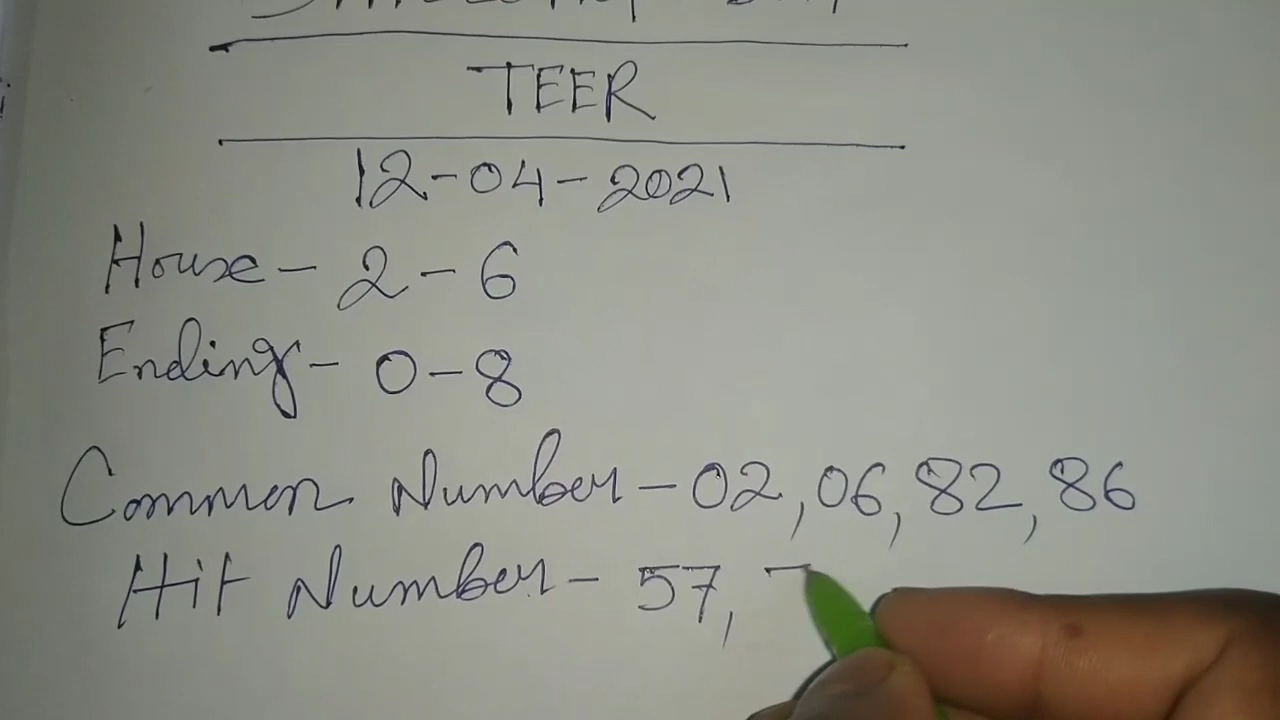 TEER
12-04-2021
House - 2 - 6
Ending - 0 - 8
Common Number - 02, 06, 82, 86
Hit Number - 57,